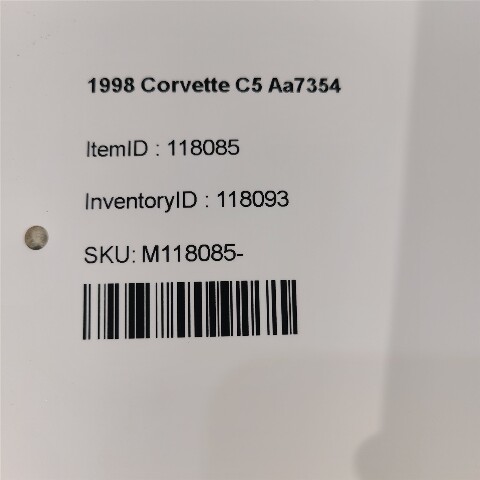 1998 Corvette C5 Aa7354
ItemID : 118085
InventoryID : 118093
SKU: M118085-